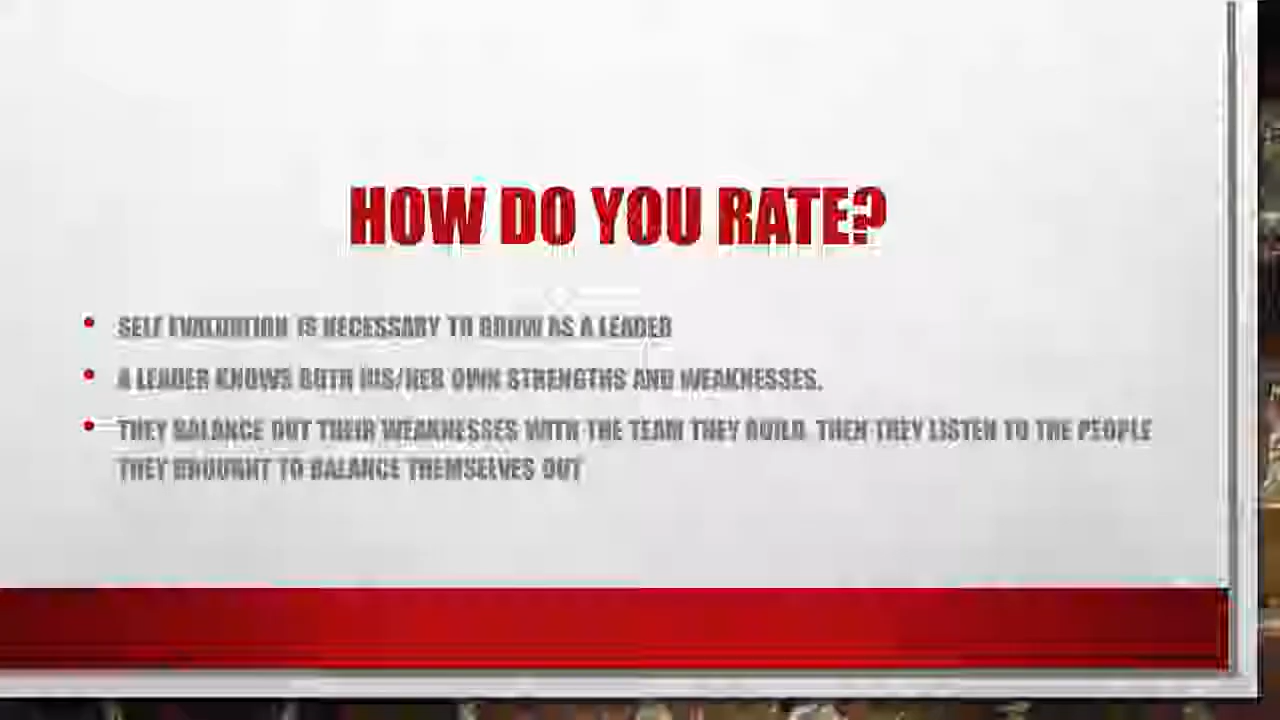 HOW DO YOU RATE?
• SELF EVALUATION IS NECESSARY TO GROW AS A LEADER
• A LEADER KNOWS BOTH HIS/HER OWN STRENGTHS AND WEAKNESSES.
• THEY BALANCE OUT THEIR WEAKNESSES WITH THE TEAM THEY BUILD. THEN THEY LISTEN TO THE PEOPLE
THEY BROUGHT TO BALANCE THEMSELVES OUT